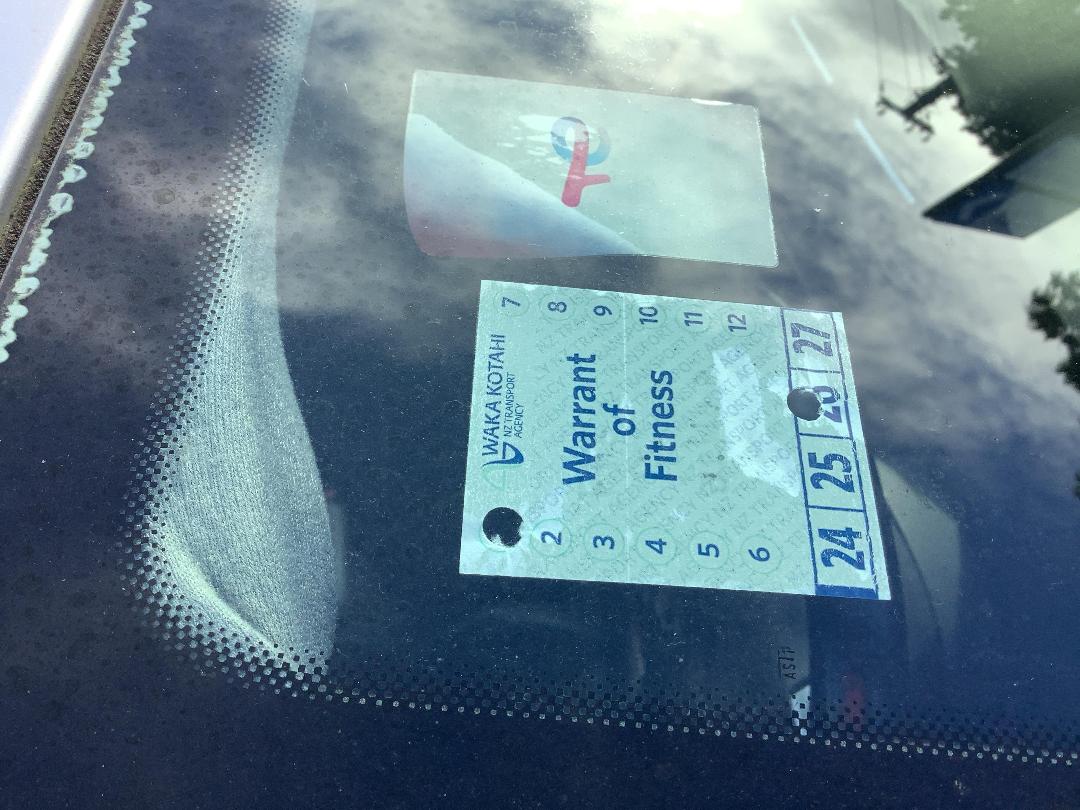 WAKA KOTAHI
NZ TRANSPORT
AGENCY
7
2
8
3
9
4
10
5
11
6
12
Warrant
of
Fitness
24 25 26 27